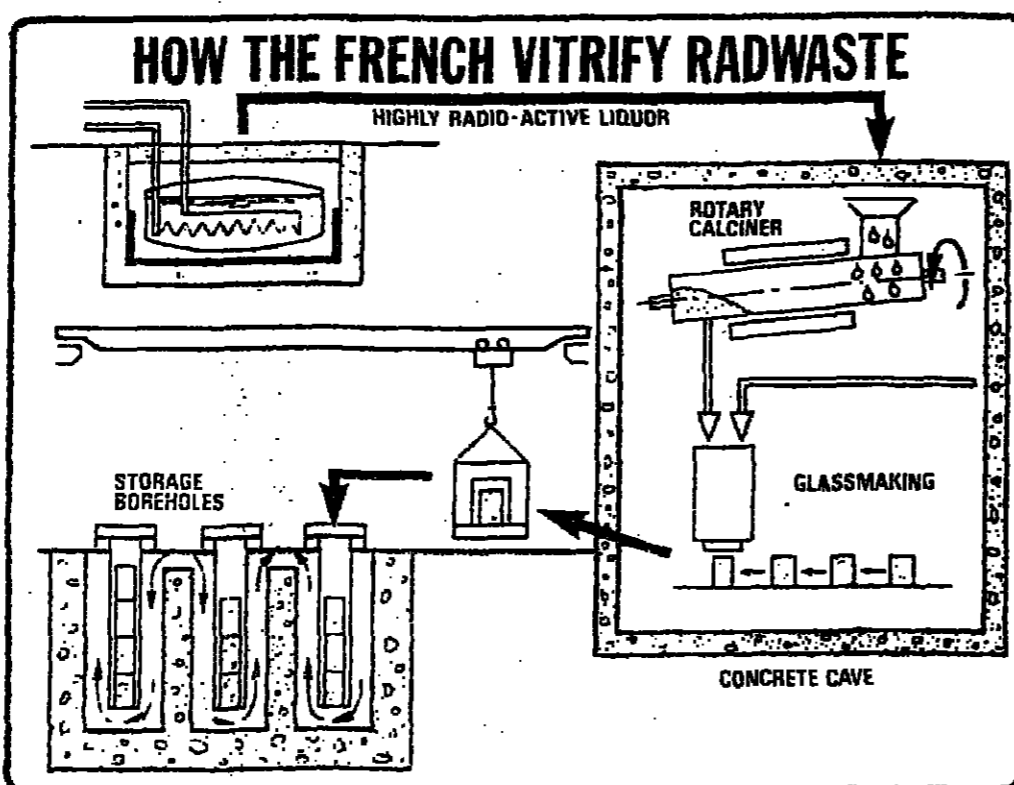 HOW THE FRENCH VITRIFY RADWASTE
HIGHLY RADIO-ACTIVE LIQUOR
ROTARY
CALCINER
STORAGE
BOREHOLES
GLASSMAKING
CONCRETE CAVE